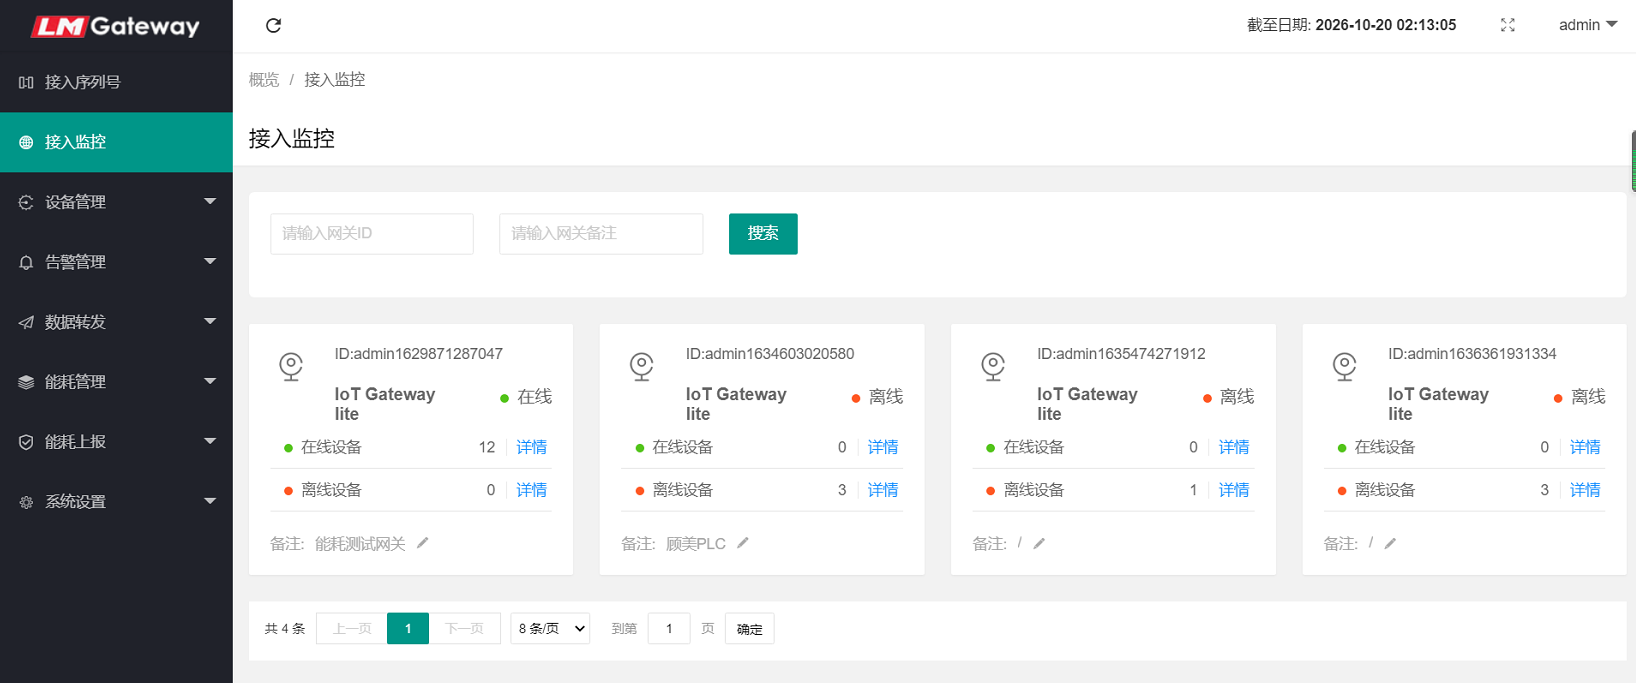 LMGateway
截至日期: 2026-10-20 02:13:05
admin
接入序列号
接入监控
设备管理
告警管理
数据转发
能耗管理
能耗上报
系统设置
概览 / 接入监控
接入监控
请输入网关ID
请输入网关备注
搜索
ID:admin1629871287047
IoT Gateway
lite
在线
在线设备 12 详情
离线设备 0 详情
备注: 能耗测试网关
ID:admin1634603020580
IoT Gateway
lite
离线
在线设备 0 详情
离线设备 3 详情
备注: 顾美PLC
ID:admin1635474271912
IoT Gateway
lite
离线
在线设备 0 详情
离线设备 1 详情
备注: /
ID:admin1636361931334
IoT Gateway
lite
离线
在线设备 0 详情
离线设备 3 详情
备注: /
共 4 条 上一页 1 下一页 8 条/页 到第 1 页 确定